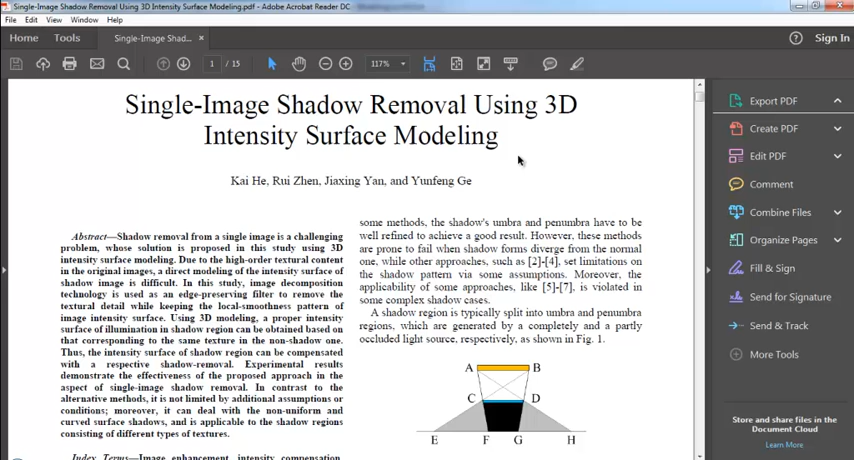 Single-Image Shadow Removal Using 3D Intensity Surface Modeling.pdf - Adobe Acrobat Reader DC
File Edit View Window Help
Home Tools Single-Image Shad... × Sign In
1 / 15 117%
Single-Image Shadow Removal Using 3D
Intensity Surface Modeling
Kai He, Rui Zhen, Jiaxing Yan, and Yunfeng Ge
Abstract—Shadow removal from a single image is a challenging
problem, whose solution is proposed in this study using 3D
intensity surface modeling. Due to the high-order textural content
in the original images, a direct modeling of the intensity surface of
shadow image is difficult. In this study, image decomposition
technology is used as an edge-preserving filter to remove the
textural detail while keeping the local-smoothness pattern of
image intensity surface. Using 3D modeling, a proper intensity
surface of illumination in shadow region can be obtained based on
that corresponding to the same texture in the non-shadow one.
Thus, the intensity surface of shadow region can be compensated
with a respective shadow-removal. Experimental results
demonstrate the effectiveness of the proposed approach in the
aspect of single-image shadow removal. In contrast to the
alternative methods, it is not limited by additional assumptions or
conditions; moreover, it can deal with the non-uniform and
curved surface shadows, and is applicable to the shadow regions
consisting of different types of textures.
Index Terms—Image enhancement, intensity compensation,
some methods, the shadow's umbra and penumbra have to be
well refined to achieve a good result. However, these methods
are prone to fail when shadow forms diverge from the normal
one, while other approaches, such as [2]-[4], set limitations on
the shadow pattern via some assumptions. Moreover, the
applicability of some approaches, like [5]-[7], is violated in
some complex shadow cases.
A shadow region is typically split into umbra and penumbra
regions, which are generated by a completely and a partly
occluded light source, respectively, as shown in Fig. 1.
A B
C D
E F G H
Export PDF
Create PDF
Edit PDF
Comment
Combine Files
Organize Pages
Fill & Sign
Send for Signature
Send & Track
More Tools
Store and share files in the
Document Cloud
Learn More